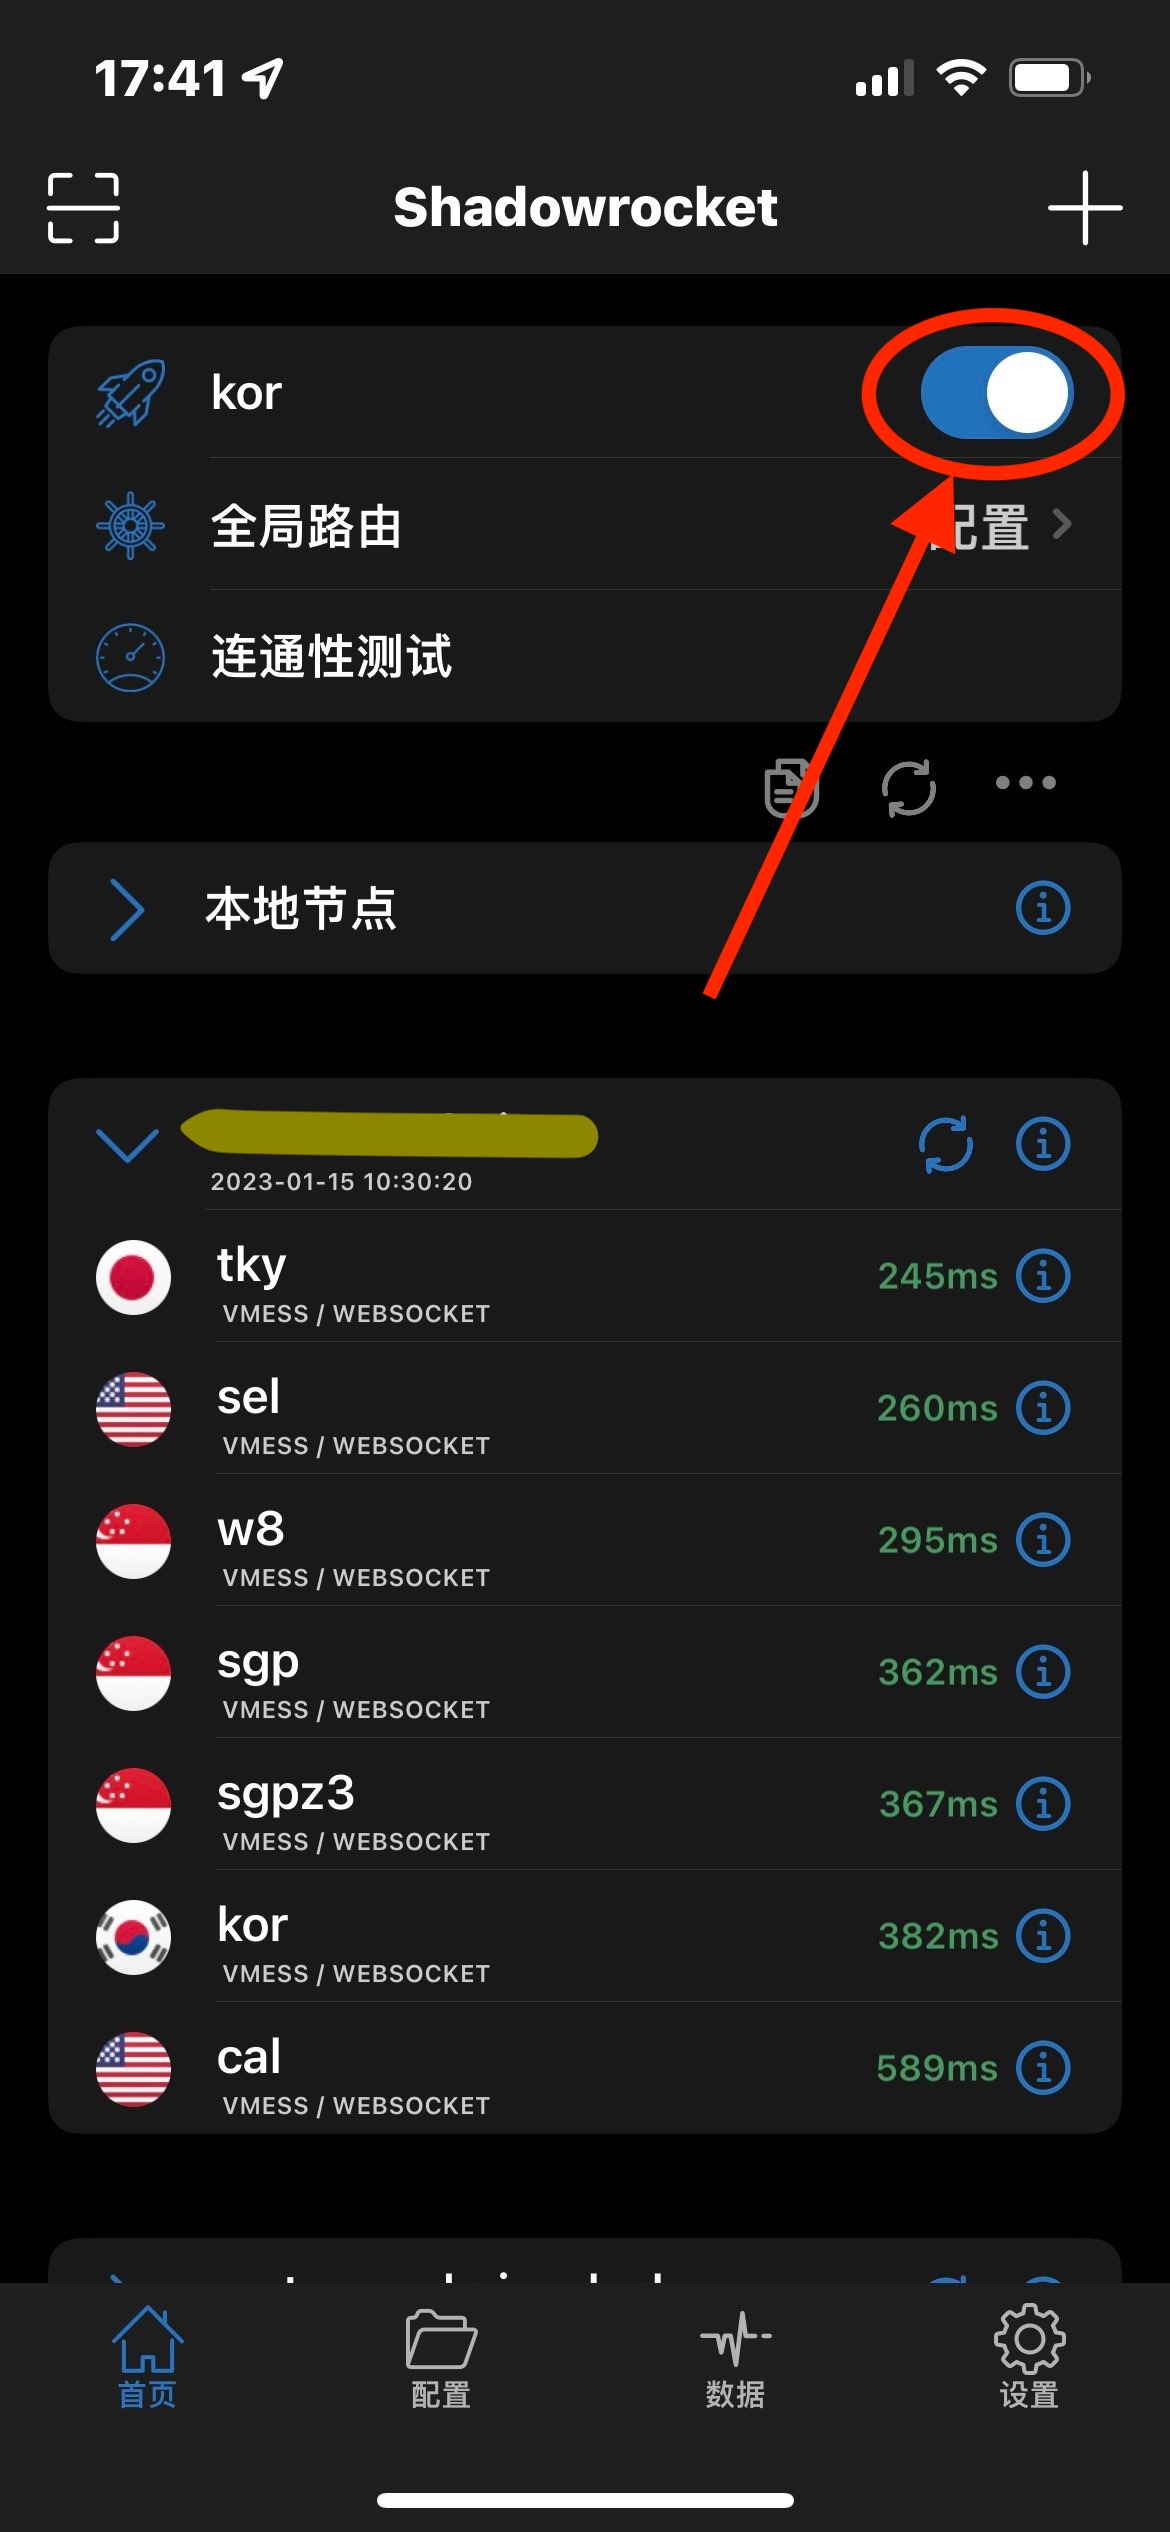 17:41
Shadowrocket
kor
全局路由
配置
连通性测试
本地节点
2023-01-15 10:30:20
tky
245ms
VMESS / WEBSOCKET
sel
260ms
VMESS / WEBSOCKET
w8
295ms
VMESS / WEBSOCKET
sgp
362ms
VMESS / WEBSOCKET
sgpz3
367ms
VMESS / WEBSOCKET
kor
382ms
VMESS / WEBSOCKET
cal
589ms
VMESS / WEBSOCKET
首页
配置
数据
设置